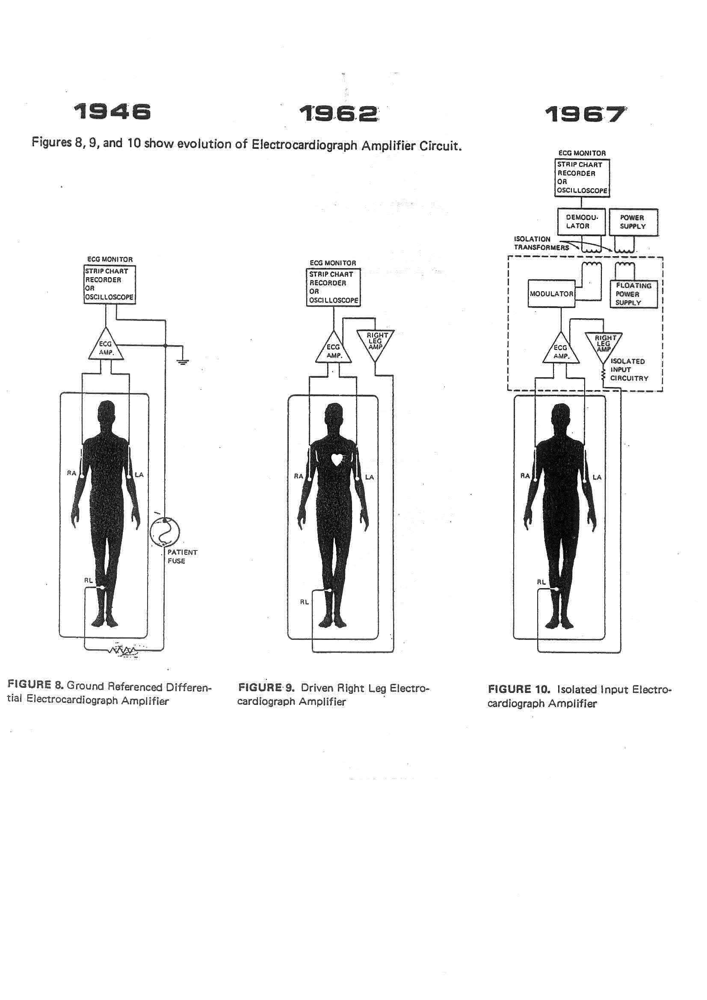 1946
1962
1967
Figures 8, 9, and 10 show evolution of Electrocardiograph Amplifier Circuit.
ECG MONITOR
STRIP CHART
RECORDER
OR
OSCILLOSCOPE
ECG
AMP.
RA
LA
PATIENT
FUSE
RL
FIGURE 8. Ground Referenced Differen-
tial Electrocardiograph Amplifier
ECG MONITOR
STRIP CHART
RECORDER
OR
OSCILLOSCOPE
RIGHT
LEG
AMP
ECG
AMP.
RA
LA
RL
FIGURE 9. Driven Right Leg Electro-
cardiograph Amplifier
ECG MONITOR
STRIP CHART
RECORDER
OR
OSCILLOSCOPE
DEMODU-
LATOR
POWER
SUPPLY
ISOLATION
TRANSFORMERS
MODULATOR
FLOATING
POWER
SUPPLY
RIGHT
LEG
AMP
ECG
AMP.
ISOLATED
INPUT
CIRCUITRY
RA
LA
RL
FIGURE 10. Isolated Input Electro-
cardiograph Amplifier